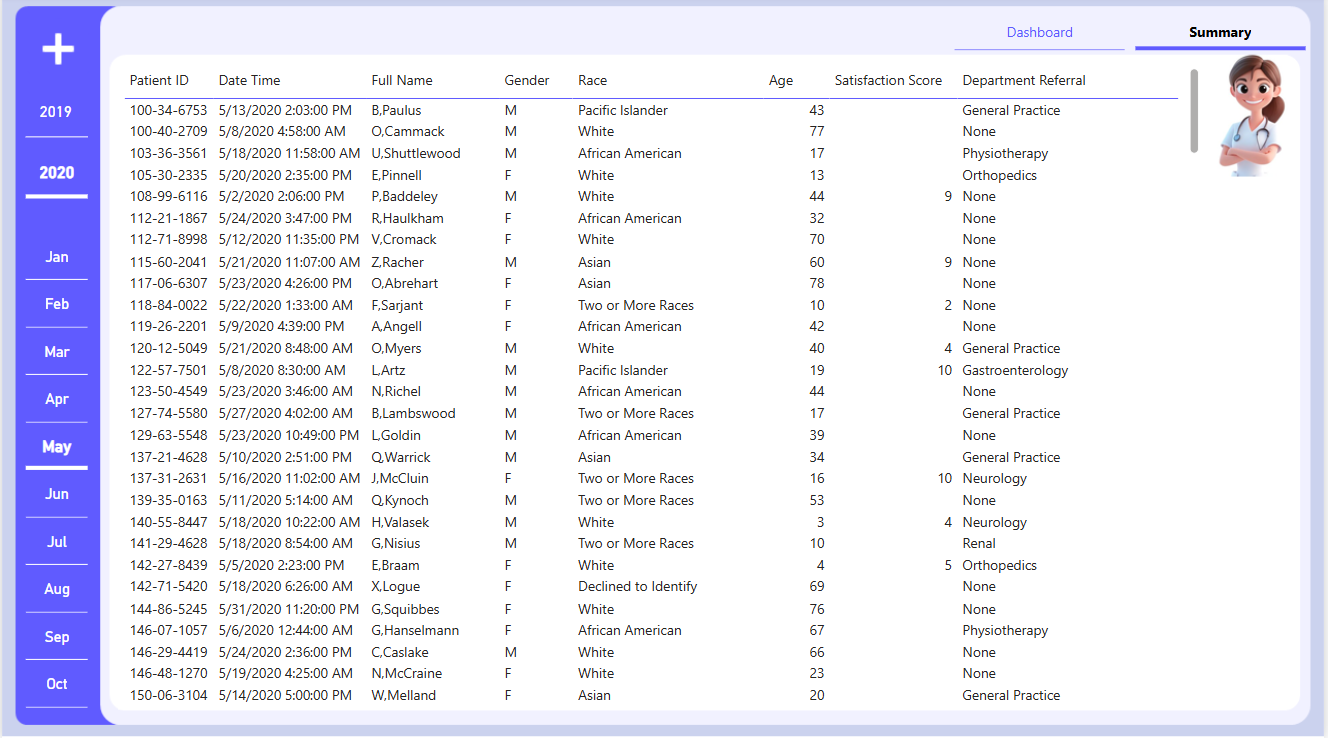 Dashboard Summary
2019
2020
Jan
Feb
Mar
Apr
May
Jun
Jul
Aug
Sep
Oct
Patient ID Date Time Full Name Gender Race Age Satisfaction Score Department Referral
100-34-6753 5/13/2020 2:03:00 PM B,Paulus M Pacific Islander 43 General Practice
100-40-2709 5/8/2020 4:58:00 AM O,Cammack M White 77 None
103-36-3561 5/18/2020 11:58:00 AM U,Shuttlewood M African American 17 Physiotherapy
105-30-2335 5/20/2020 2:35:00 PM E,Pinnell F White 13 Orthopedics
108-99-6116 5/2/2020 2:06:00 PM P,Baddeley M White 44 9 None
112-21-1867 5/24/2020 3:47:00 PM R,Haulkham F African American 32 None
112-71-8998 5/12/2020 11:35:00 PM V,Cromack F White 70 None
115-60-2041 5/21/2020 11:07:00 AM Z,Racher M Asian 60 9 None
117-06-6307 5/23/2020 4:26:00 PM O,Abrehart F Asian 78 None
118-84-0022 5/22/2020 1:33:00 AM F,Sarjant F Two or More Races 10 2 None
119-26-2201 5/9/2020 4:39:00 PM A,Angell F African American 42 None
120-12-5049 5/21/2020 8:48:00 AM O,Myers M White 40 4 General Practice
122-57-7501 5/8/2020 8:30:00 AM L,Artz M Pacific Islander 19 10 Gastroenterology
123-50-4549 5/23/2020 3:46:00 AM N,Richel M African American 44 None
127-74-5580 5/27/2020 4:02:00 AM B,Lambswood M Two or More Races 17 General Practice
129-63-5548 5/23/2020 10:49:00 PM L,Goldin M African American 39 None
137-21-4628 5/10/2020 2:51:00 PM Q,Warrick M Asian 34 General Practice
137-31-2631 5/16/2020 11:02:00 AM J,McCluin F Two or More Races 16 10 Neurology
139-35-0163 5/11/2020 5:14:00 AM Q,Kynoch M Two or More Races 53 None
140-55-8447 5/18/2020 10:22:00 AM H,Valasek M White 3 4 Neurology
141-29-4628 5/18/2020 8:54:00 AM G,Nisius M Two or More Races 10 Renal
142-27-8439 5/5/2020 2:23:00 PM E,Braam F White 4 5 Orthopedics
142-71-5420 5/18/2020 6:26:00 AM X,Logue F Declined to Identify 69 None
144-86-5245 5/31/2020 11:20:00 PM G,Squibbes F White 76 None
146-07-1057 5/6/2020 12:44:00 AM G,Hanselmann F African American 67 Physiotherapy
146-29-4419 5/24/2020 2:36:00 PM C,Caslake M White 66 None
146-48-1270 5/19/2020 4:25:00 AM N,McCraine F White 23 None
150-06-3104 5/14/2020 5:00:00 PM W,Melland F Asian 20 General Practice